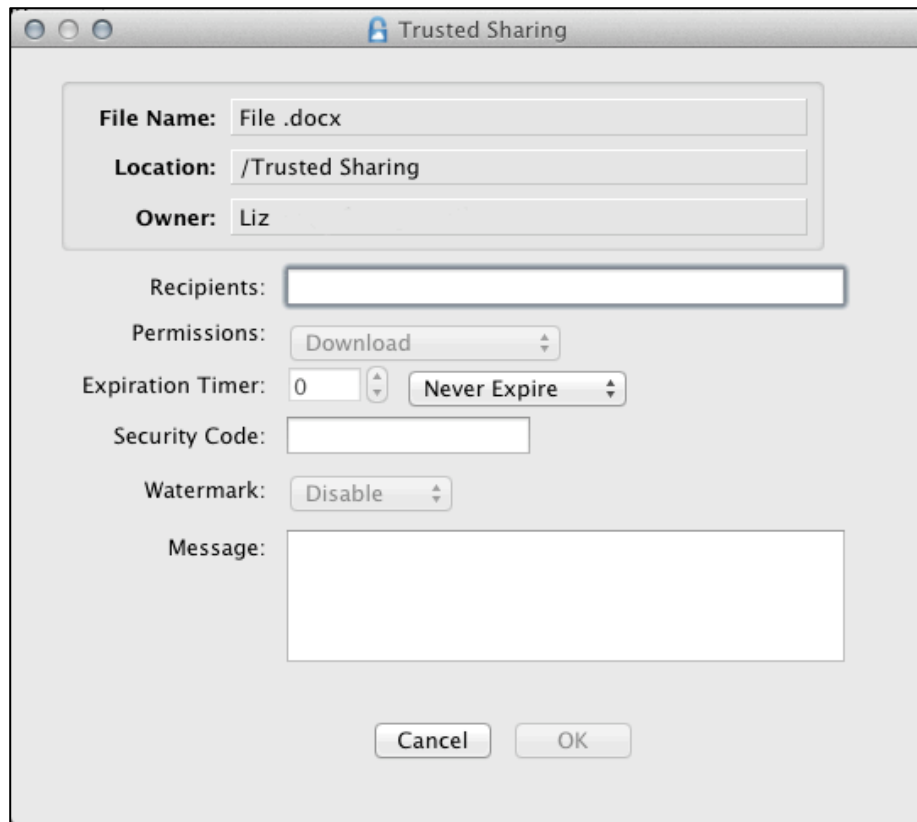 Trusted Sharing
File Name: File .docx
Location: /Trusted Sharing
Owner: Liz
Recipients:
Permissions: Download
Expiration Timer: 0 Never Expire
Security Code:
Watermark: Disable
Message:
Cancel OK